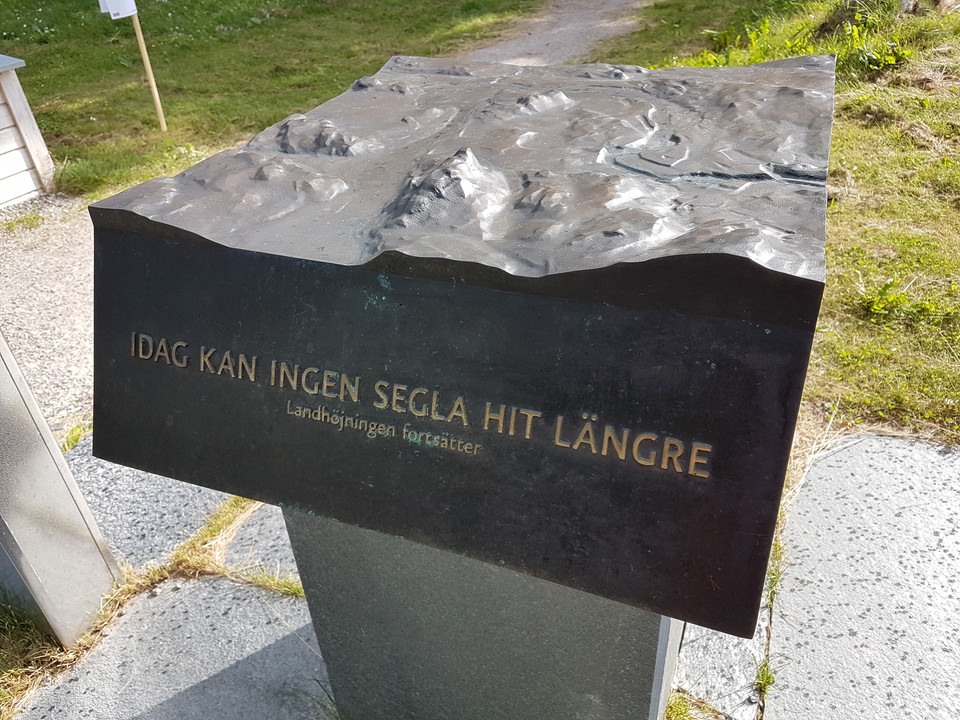 IDAG KAN INGEN SEGLA HIT LÄNGRE
Landhöjningen fortsätter